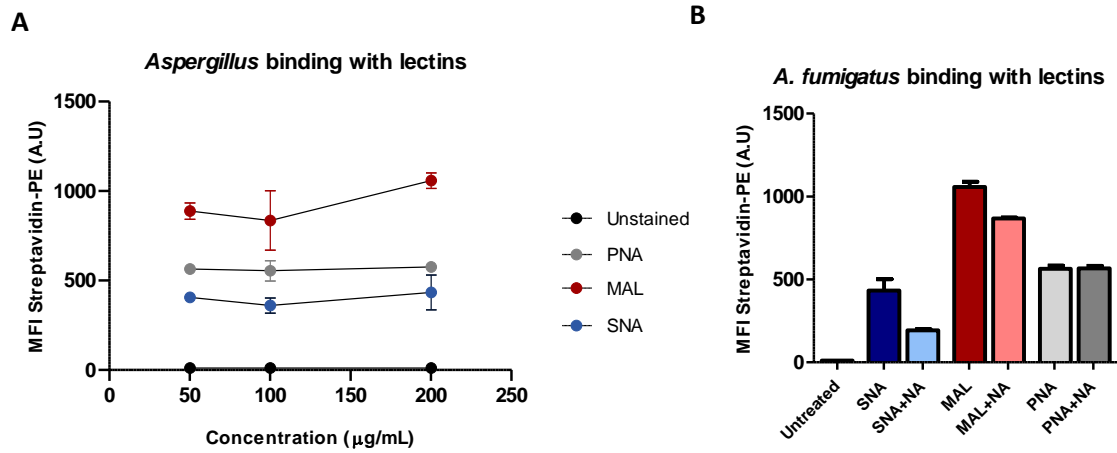 A
Aspergillus binding with lectins
MFI Streptavidin-PE (A.U)
1500
1000
500
0
0
50
100
150
200
250
Concentration (μg/mL)
Unstained
PNA
MAL
SNA
B
A. fumigatus binding with lectins
MFI Streptavidin-PE (A.U)
1500
1000
500
0
Untreated
SNA
SNA+NA
MAL
MAL+NA
PNA
PNA+NA